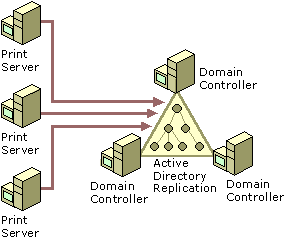 Print
Server
Domain
Controller
Print
Server
Domain
Controller
Active
Directory
Replication
Domain
Controller
Print
Server